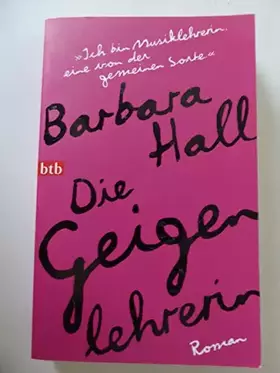 »Ich bin Musiklehrerin,
eine von der
gemeinen Sorte«
Barbara
Hall
btb
Die
Geigen
lehrerin
Roman